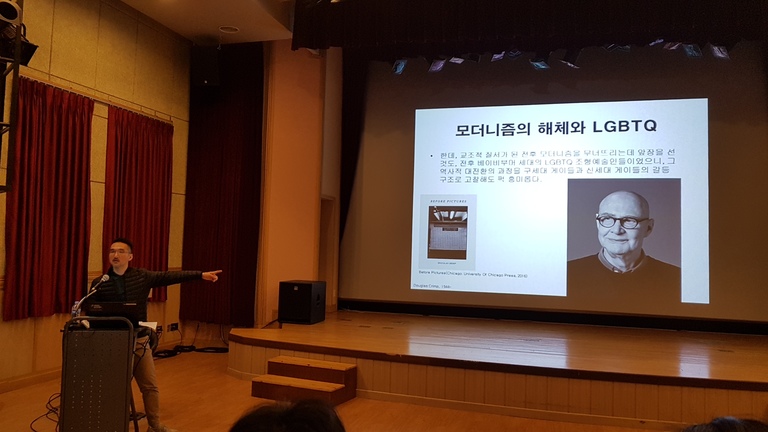 모더니즘의 해체와 LGBTQ
• 한데, 교조적 질서가 된 전후 모더니즘을 무너뜨리는데 앞장을 선
것도, 전후 베이비부머 세대의 LGBTQ 조형예술인들이었으니, 그
역사적 대전환의 과정을 구세대 게이들과 신세대 게이들의 갈등
구조로 고찰해도 퍽 흥미롭다.
BEFORE PICTURES
Before Pictures(Chicago University Of Chicago Press, 2016)
Douglas Crimp, 1944-